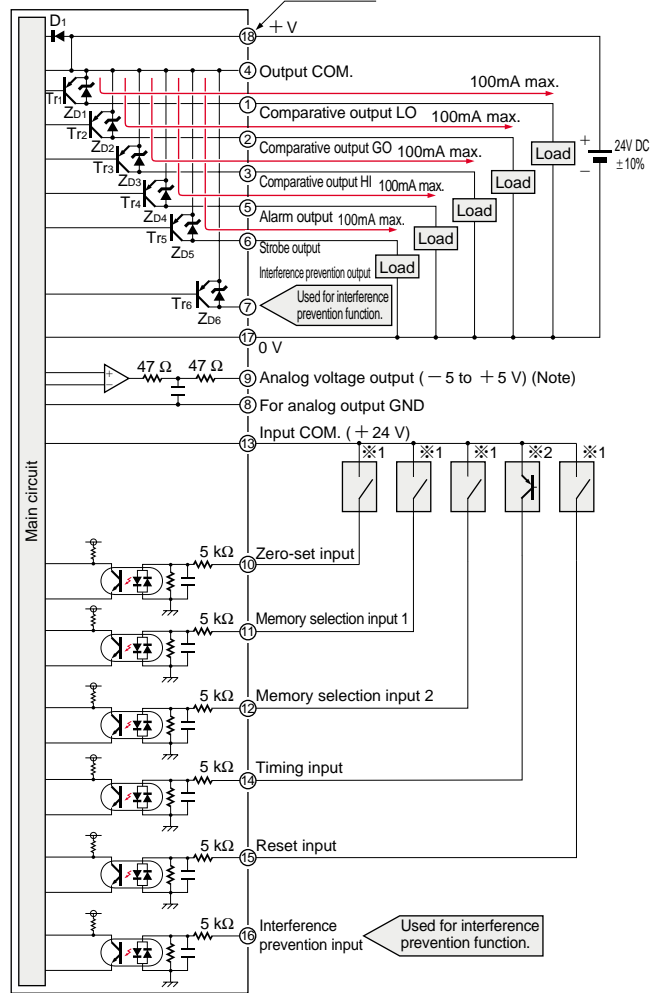 D1
18 +V
4 Output COM.
100mA max.
Tr1
ZD1
1
Comparative output LO
100mA max.
Tr2
ZD2
2
Comparative output GO
100mA max.
Load
+
−
24V DC
±10%
Tr3
ZD3
3
Comparative output HI
100mA max.
Load
Tr4
ZD4
5
Alarm output
100mA max.
Load
Tr5
ZD5
6
Strobe output
Load
Interference prevention output
Load
Tr6
ZD6
7
Used for interference
prevention function.
17
0 V
47 Ω 47 Ω
+
−
9 Analog voltage output (−5 to +5 V) (Note)
8 For analog output GND
13 Input COM. (+24 V)
※1 ※1 ※1 ※2 ※1
Main circuit
5 kΩ
10 Zero-set input
5 kΩ
11 Memory selection input 1
5 kΩ
12 Memory selection input 2
5 kΩ
14 Timing input
5 kΩ
15 Reset input
5 kΩ
16 Interference
prevention input
Used for interference
prevention function.